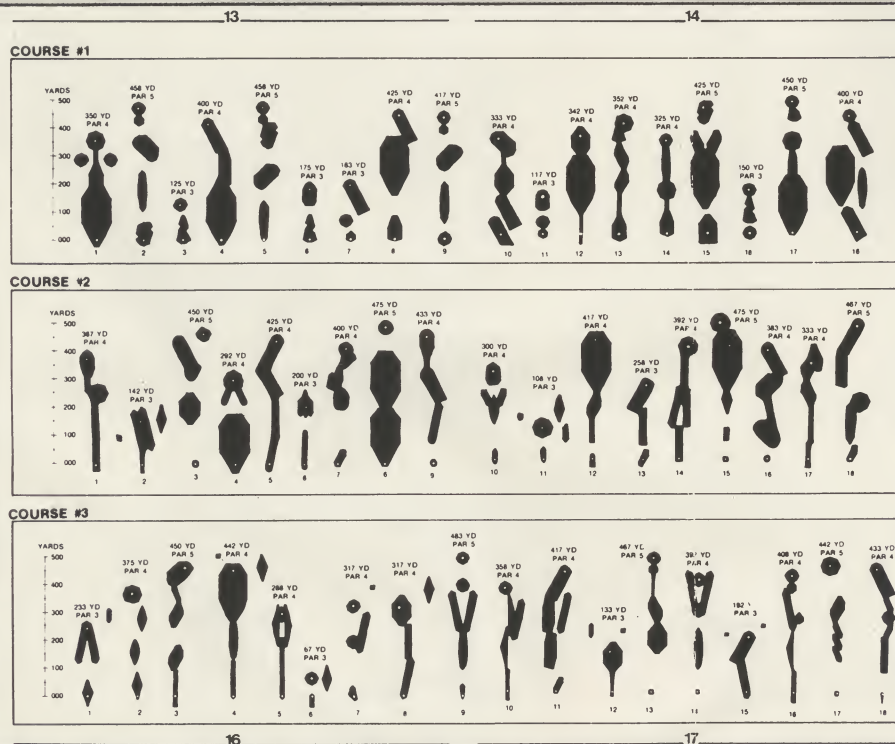 13
14
COURSE #1
YARDS
500
400
300
200
100
000
350 YD
PAR 4
458 YD
PAR 5
125 YD
PAR 3
400 YD
PAR 4
458 YD
PAR 5
175 YD
PAR 3
183 YD
PAR 3
425 YD
PAR 4
417 YD
PAR 5
333 YD
PAR 4
117 YD
PAR 3
342 YD
PAR 4
352 YD
PAR 4
325 YD
PAR 4
425 YD
PAR 5
150 YD
PAR 3
450 YD
PAR 5
400 YD
PAR 4
1 2 3 4 5 6 7 8 9 10 11 12 13 14 15 16 17 18
COURSE #2
YARDS
500
400
300
200
100
000
387 YD
PAR 4
142 YD
PAR 3
450 YD
PAR 5
292 YD
PAR 4
425 YD
PAR 4
200 YD
PAR 3
400 YD
PAR 4
475 YD
PAR 5
433 YD
PAR 4
300 YD
PAR 4
108 YD
PAR 3
417 YD
PAR 4
258 YD
PAR 4
392 YD
PAR 4
475 YD
PAR 5
383 YD
PAR 4
333 YD
PAR 4
467 YD
PAR 5
1 2 3 4 5 6 7 8 9 10 11 12 13 14 15 16 17 18
COURSE #3
YARDS
500
400
300
200
100
000
233 YD
PAR 3
375 YD
PAR 4
450 YD
PAR 5
442 YD
PAR 4
PAR 4
67 YD
PAR 3
317 YD
PAR 4
317 YD
PAR 4
483 YD
PAR 5
358 YD
PAR 4
417 YD
PAR 4
133 YD
PAR 3
467 YD
PAR 5
PAR 4
PAR 3
408 YD
PAR 4
442 YD
PAR 5
433 YD
PAR 4
1 2 3 4 5 6 7 8 9 10 11 12 13 14 15 16 17 18
16
17